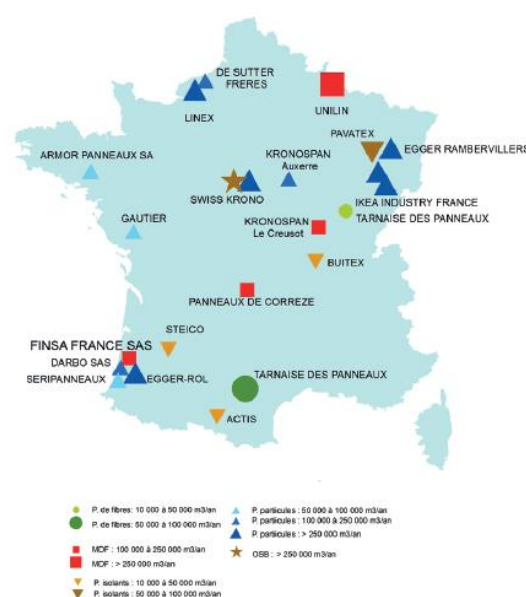 DE SUTTER
FRERES
LINEX
UNILIN
PAVATEX
EGGER RAMBERVILLERS
ARMOR PANNEAUX SA
KRONOSPAN
Auxerre
SWISS KRONO
IKEA INDUSTRY FRANCE
TARNAISE DES PANNEAUX
GAUTIER
KRONOSPAN
Le Creusot
BUITEX
PANNEAUX DE CORREZE
STEICO
FINSA FRANCE SAS
DARBO SAS
SERIPANNEAUX
EGGER-ROL
TARNAISE DES PANNEAUX
ACTIS
P. de fibres: 10 000 à 50 000 m3/an
P. de fibres: 50 000 à 100 000 m3/an
MDF : 100 000 à 250 000 m3/an
MDF : > 250 000 m3/an
P. isolants : 10 000 à 50 000 m3/an
P. isolants : 50 000 à 100 000 m3/an
P. particules : 50 000 à 100 000 m3/an
P. particules : 100 000 à 250 000 m3/an
P. particules : > 250 000 m3/an
OSB : > 250 000 m3/an